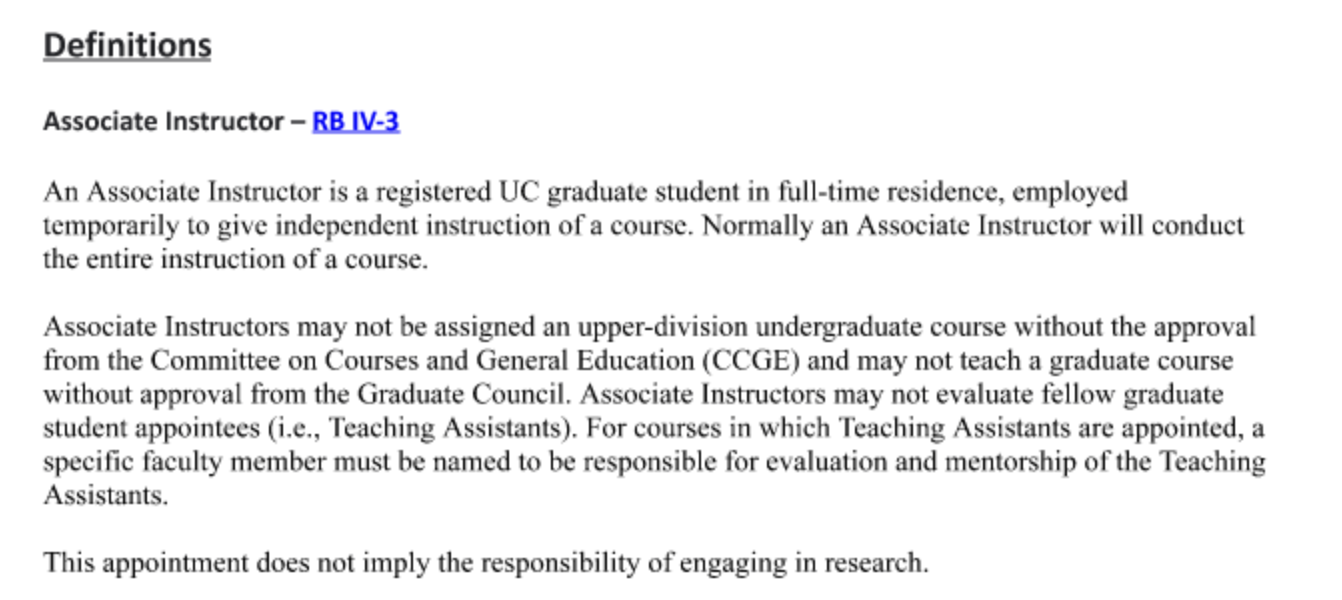 Definitions
Associate Instructor – RB IV-3
An Associate Instructor is a registered UC graduate student in full-time residence, employed
temporarily to give independent instruction of a course. Normally an Associate Instructor will conduct
the entire instruction of a course.
Associate Instructors may not be assigned an upper-division undergraduate course without the approval
from the Committee on Courses and General Education (CCGE) and may not teach a graduate course
without approval from the Graduate Council. Associate Instructors may not evaluate fellow graduate
student appointees (i.e., Teaching Assistants). For courses in which Teaching Assistants are appointed, a
specific faculty member must be named to be responsible for evaluation and mentorship of the Teaching
Assistants.
This appointment does not imply the responsibility of engaging in research.